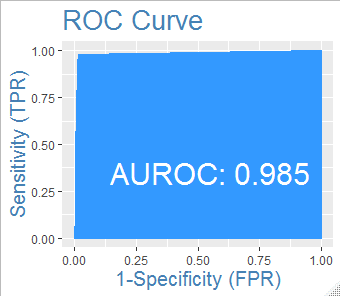 ROC Curve
1.00
0.75
0.50
0.25
0.00
Sensitivity (TPR)
AUROC: 0.985
0.00 0.25 0.50 0.75 1.00
1-Specificity (FPR)